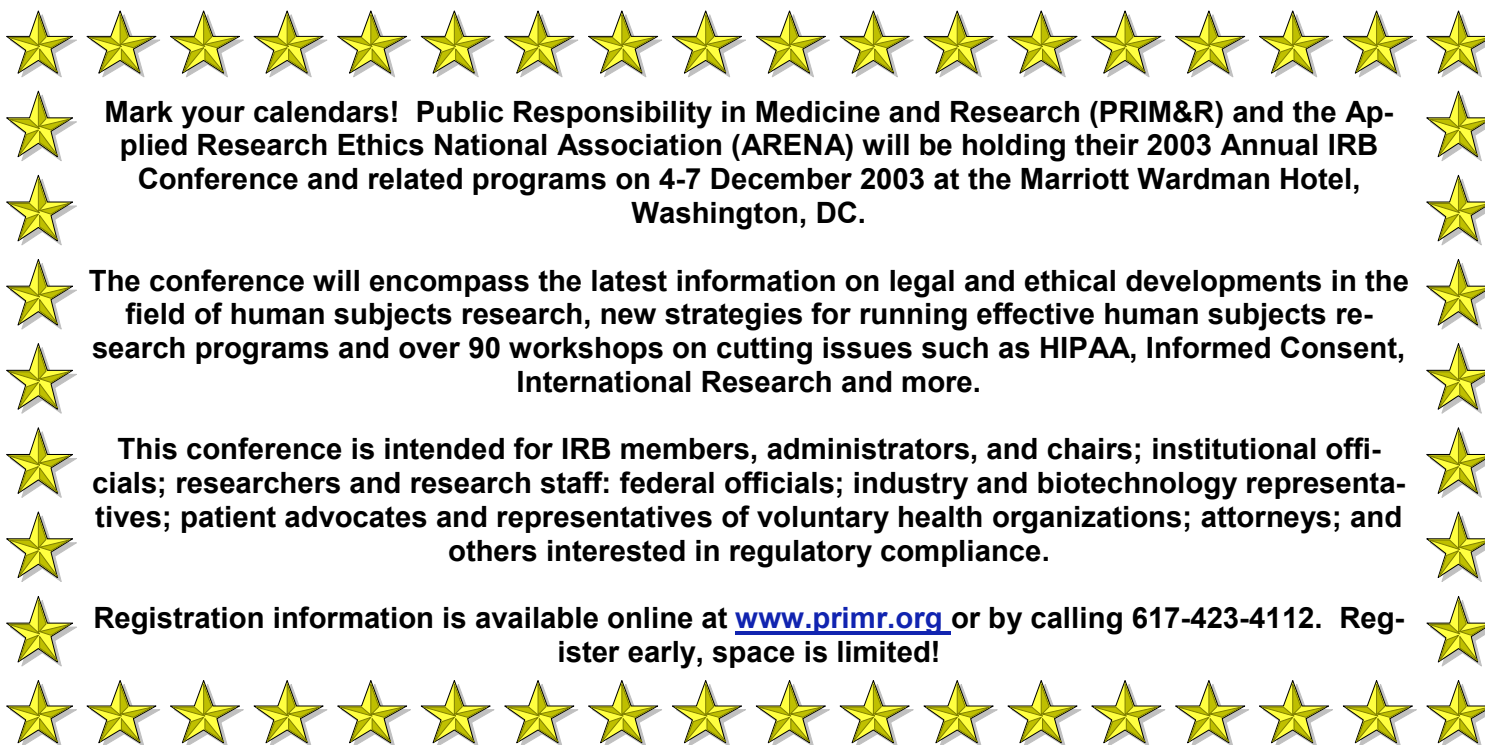 Mark your calendars!  Public Responsibility in Medicine and Research (PRIM&R) and the Ap-
plied Research Ethics National Association (ARENA) will be holding their 2003 Annual IRB
Conference and related programs on 4-7 December 2003 at the Marriott Wardman Hotel,
Washington, DC.
The conference will encompass the latest information on legal and ethical developments in the
field of human subjects research, new strategies for running effective human subjects re-
search programs and over 90 workshops on cutting issues such as HIPAA, Informed Consent,
International Research and more.
This conference is intended for IRB members, administrators, and chairs; institutional offi-
cials; researchers and research staff: federal officials; industry and biotechnology representa-
tives; patient advocates and representatives of voluntary health organizations; attorneys; and
others interested in regulatory compliance.
Registration information is available online at www.primr.org or by calling 617-423-4112.  Reg-
ister early, space is limited!